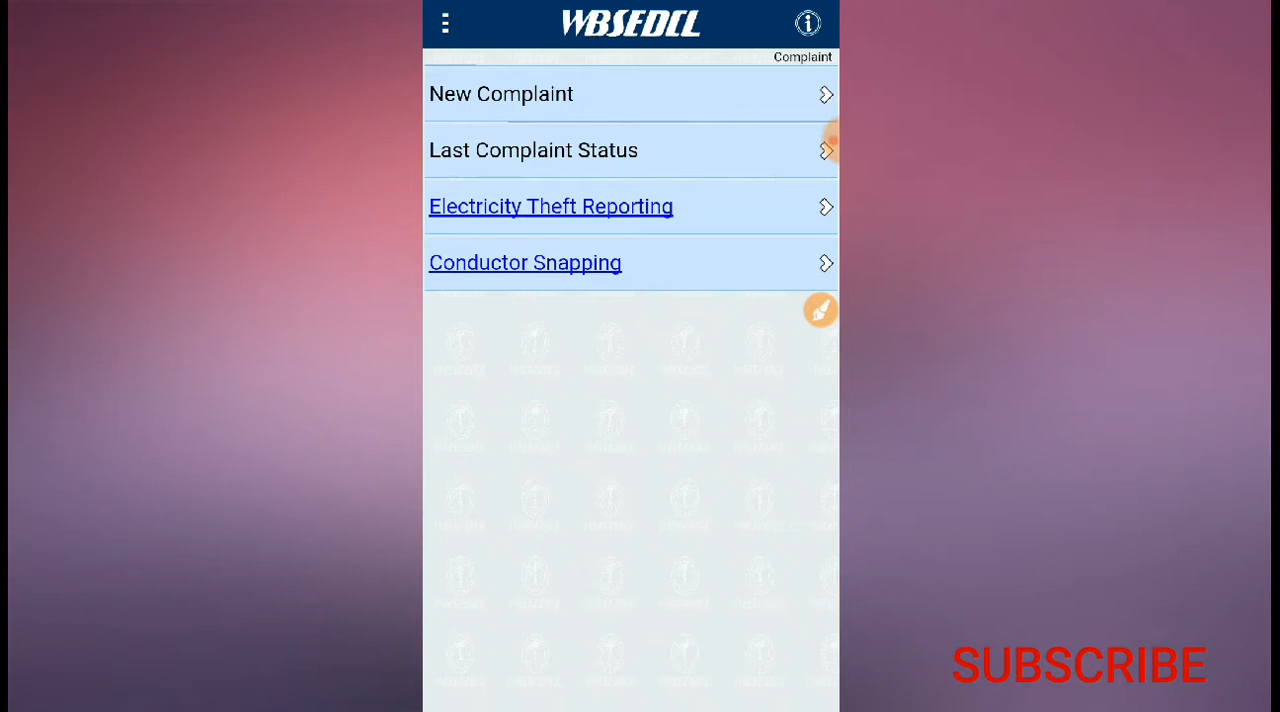 WBSEDCL
Complaint
New Complaint
Last Complaint Status
Electricity Theft Reporting
Conductor Snapping
SUBSCRIBE